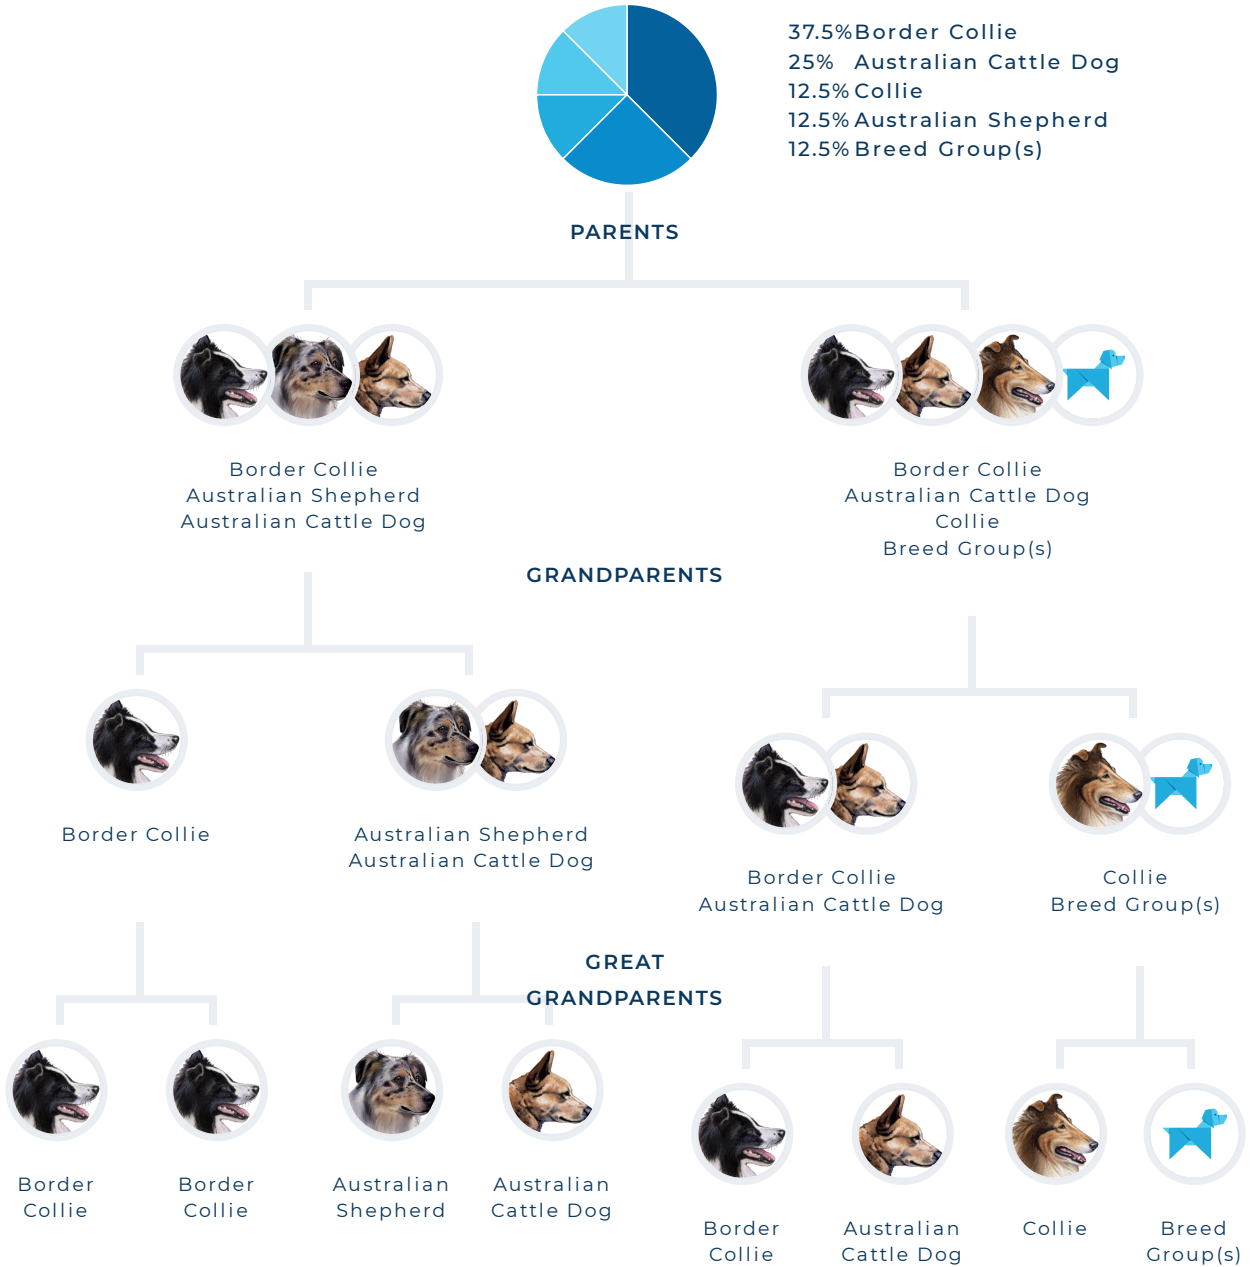 37.5% Border Collie
25% Australian Cattle Dog
12.5% Collie
12.5% Australian Shepherd
12.5% Breed Group(s)
PARENTS
Border Collie
Australian Shepherd
Australian Cattle Dog
Border Collie
Australian Cattle Dog
Collie
Breed Group(s)
GRANDPARENTS
Border Collie
Australian Shepherd
Australian Cattle Dog
Border Collie
Australian Cattle Dog
Collie
Breed Group(s)
GREAT
GRANDPARENTS
Border
Collie
Border
Collie
Australian
Shepherd
Australian
Cattle Dog
Border
Collie
Australian
Cattle Dog
Collie
Breed
Group(s)